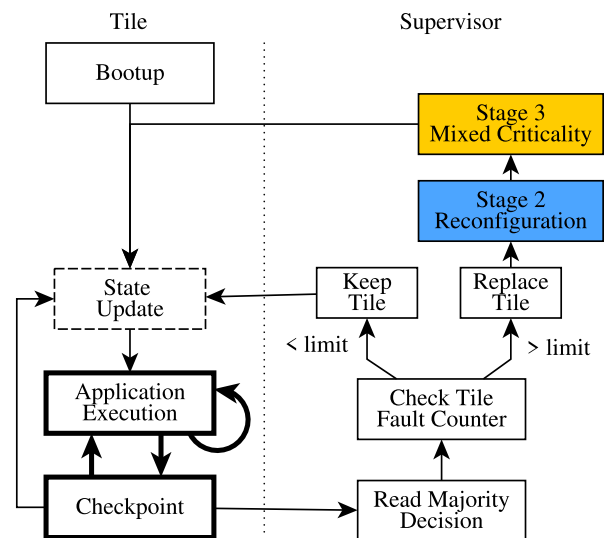 Tile
Supervisor
Bootup
Stage 3
Mixed Criticality
Stage 2
Reconfiguration
State
Update
Keep
Tile
Replace
Tile
< limit
> limit
Application
Execution
Check Tile
Fault Counter
Checkpoint
Read Majority
Decision